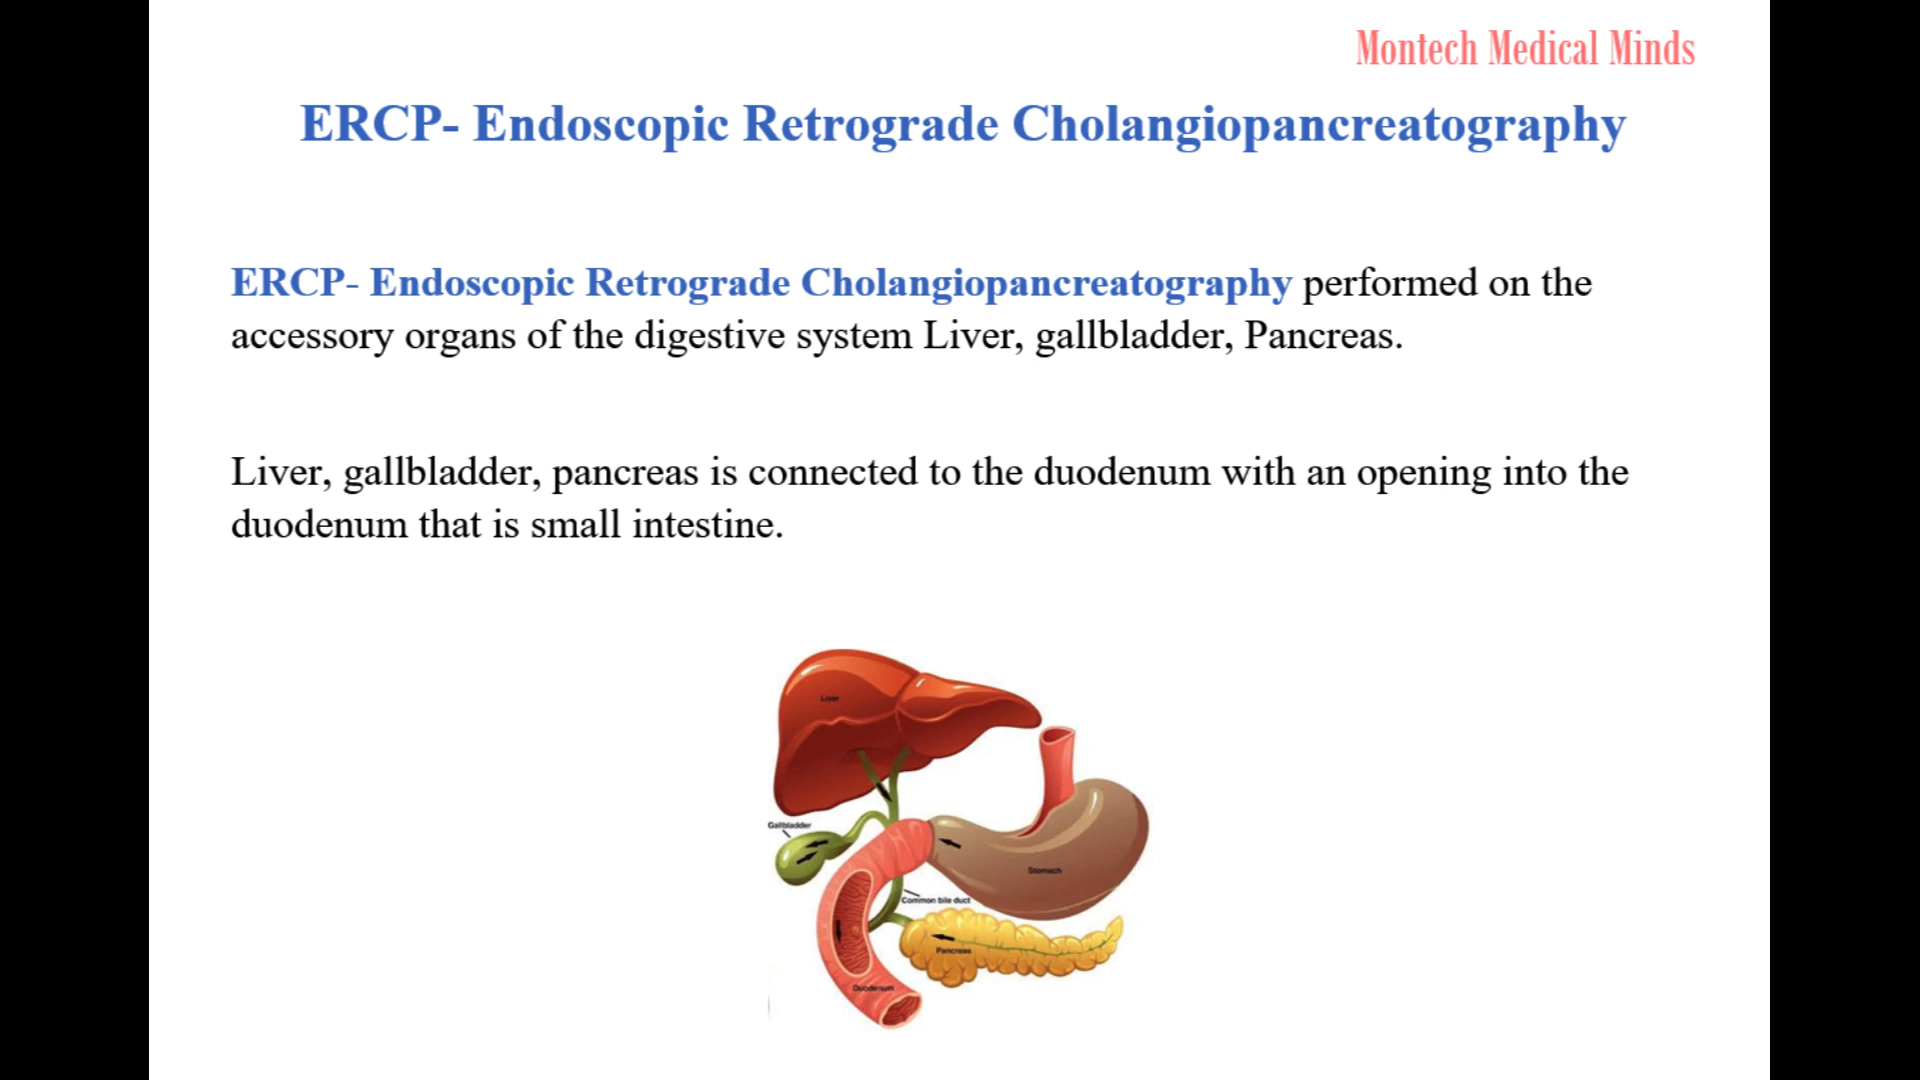 Montech Medical Minds
ERCP- Endoscopic Retrograde Cholangiopancreatography
ERCP- Endoscopic Retrograde Cholangiopancreatography performed on the
accessory organs of the digestive system Liver, gallbladder, Pancreas.
Liver, gallbladder, pancreas is connected to the duodenum with an opening into the
duodenum that is small intestine.
Liver
Gallbladder
Stomach
Common bile duct
Pancreas
Duodenum